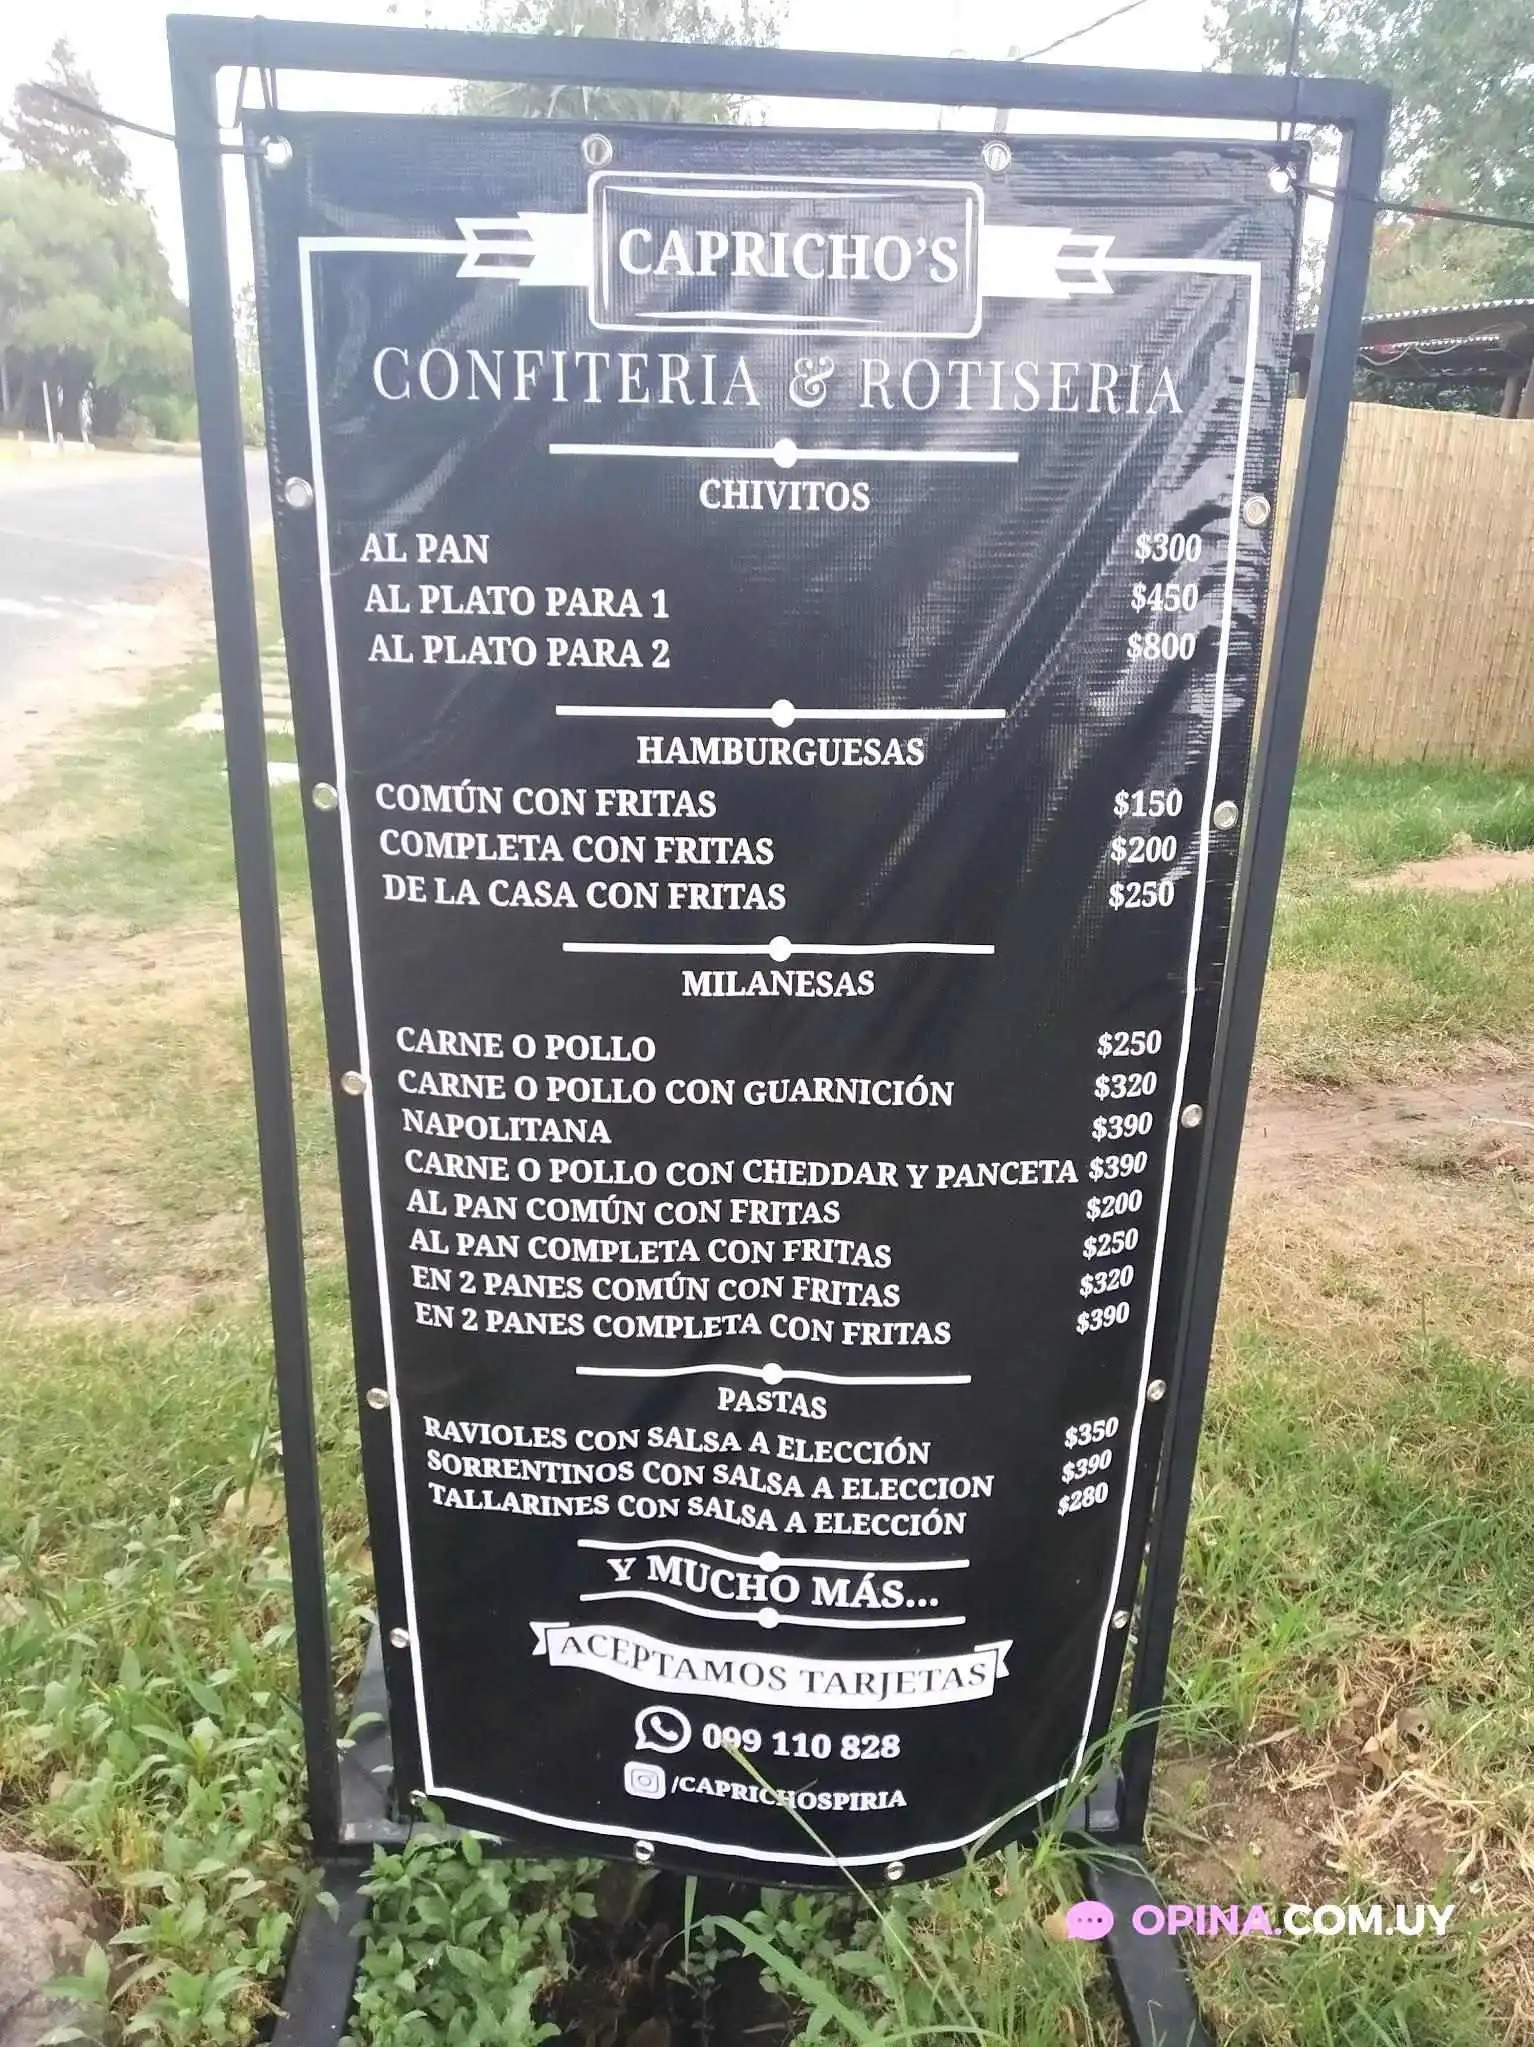 CAPRICHO'S
CONFITERIA & ROTISERIA
CHIVITOS
AL PAN $300
AL PLATO PARA 1 $450
AL PLATO PARA 2 $800
HAMBURGUESAS
COMÚN CON FRITAS $150
COMPLETA CON FRITAS $200
DE LA CASA CON FRITAS $250
MILANESAS
CARNE O POLLO $250
CARNE O POLLO CON GUARNICIÓN $320
NAPOLITANA $390
CARNE O POLLO CON CHEDDAR Y PANCETA $390
AL PAN COMÚN CON FRITAS $200
AL PAN COMPLETA CON FRITAS $250
EN 2 PANES COMÚN CON FRITAS $320
EN 2 PANES COMPLETA CON FRITAS $390
PASTAS
RAVIOLES CON SALSA A ELECCIÓN $350
SORRENTINOS CON SALSA A ELECCION $390
TALLARINES CON SALSA A ELECCIÓN $280
Y MUCHO MÁS...
ACEPTAMOS TARJETAS
099 110 828
/CAPRICHOSPIRIA
OPINA.COM.UY